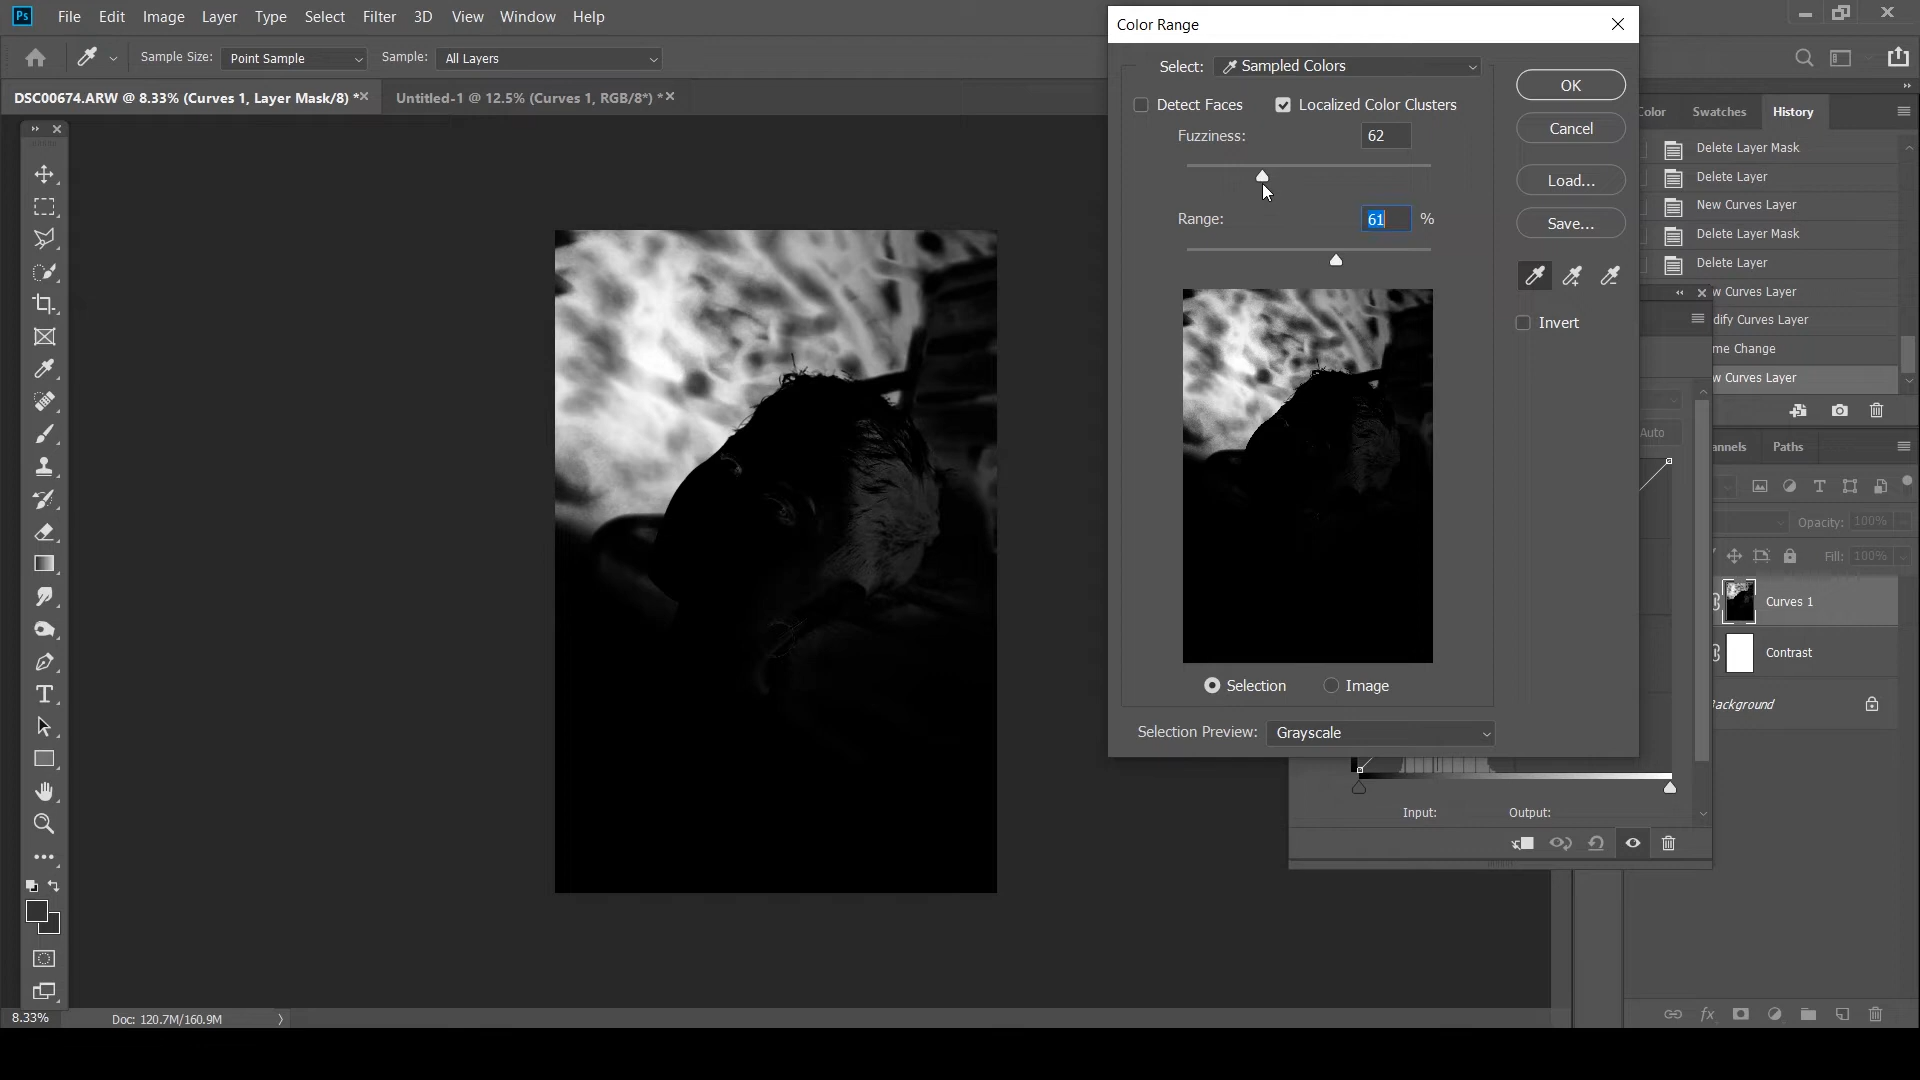 Ps File Edit Image Layer Type Select Filter 3D View Window Help
Sample Size: Point Sample Sample: All Layers
DSC00674.ARW @ 8.33% (Curves 1, Layer Mask/8) * Untitled-1 @ 12.5% (Curves 1, RGB/8*) *
Color Range
Select: Sampled Colors
Detect Faces Localized Color Clusters
Fuzziness: 62
Range: 61 %
OK
Cancel
Load...
Save...
Invert
Selection Image
Selection Preview: Grayscale
Color Swatches History
Delete Layer Mask
Delete Layer
New Curves Layer
Delete Layer Mask
Delete Layer
w Curves Layer
dify Curves Layer
me Change
w Curves Layer
Auto
annels Paths
Opacity: 100%
Fill: 100%
Curves 1
Contrast
Background
Input: Output:
8.33% Doc: 120.7M/160.9M